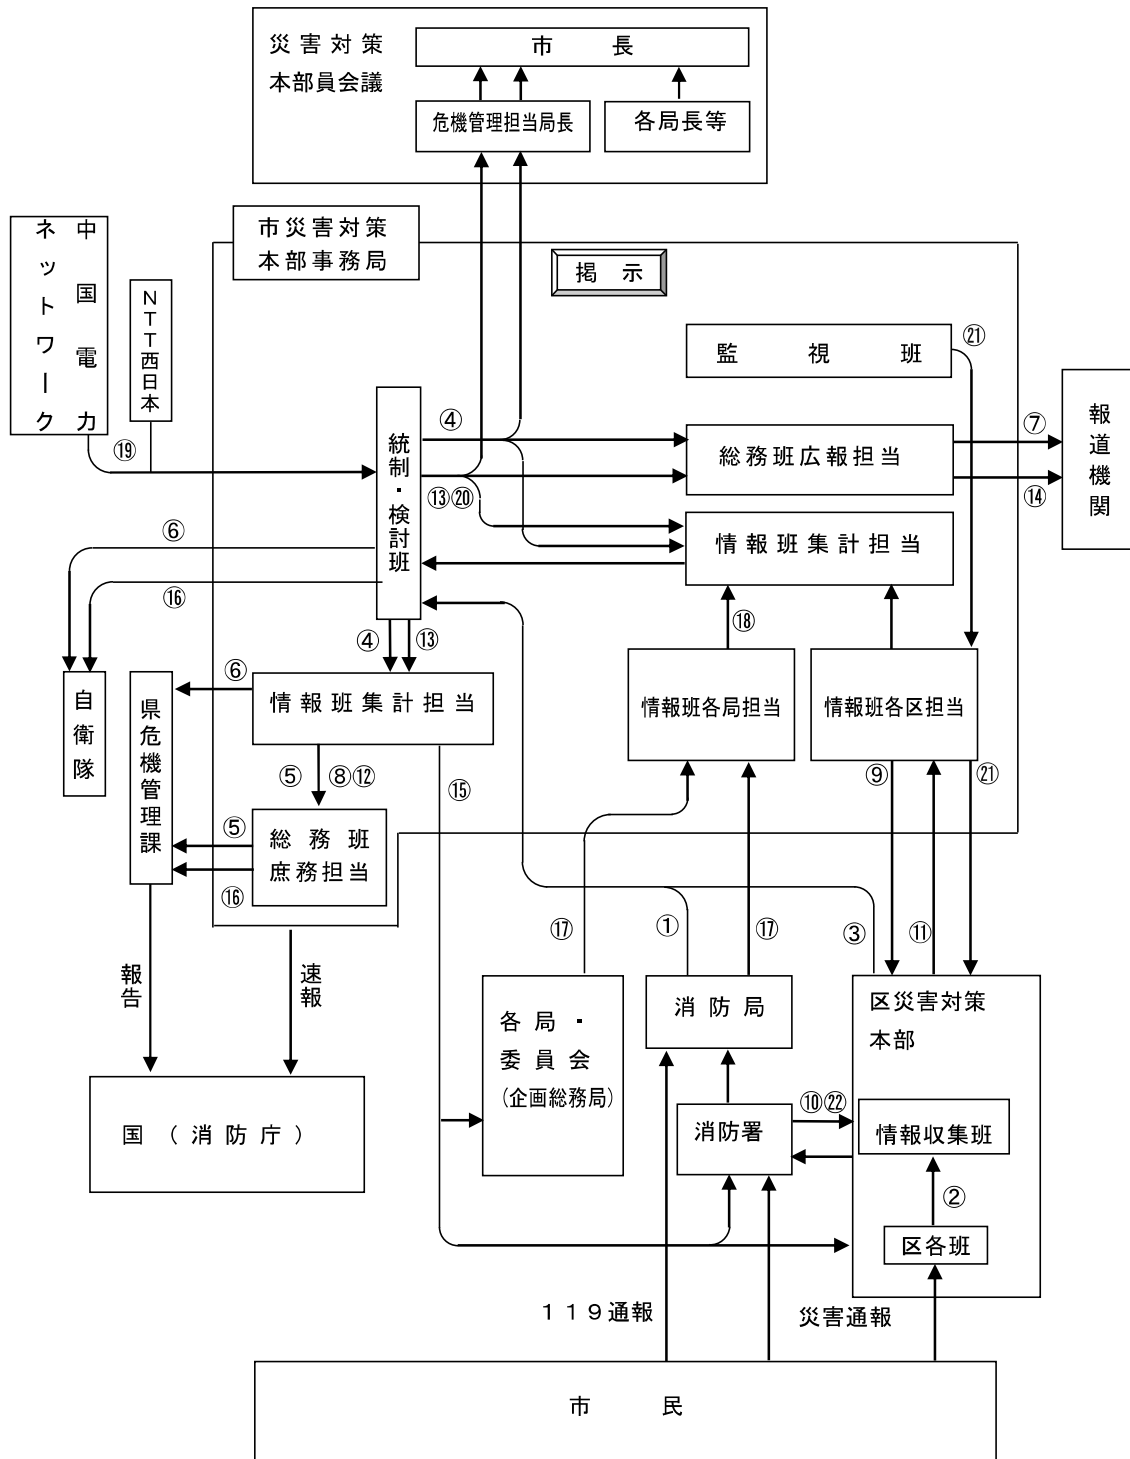 災害対策
本部員会議
市長
危機管理担当局長
各局長等
市災害対策
本部事務局
掲示
中国電力
ネットワーク
NTT西日本
監視班
㉑
報道機関
⑦
⑭
統制・検討班
④
⑬⑳
総務班広報担当
情報班集計担当
⑲
⑥
⑯
④
⑬
⑱
自衛隊
県危機管理課
⑥
情報班集計担当
情報班各局担当
情報班各区担当
⑤
⑧⑫
⑮
⑨
㉑
⑤
総務班
庶務担当
⑯
⑰
①
⑰
③
⑪
報告
速報
各局・
委員会
(企画総務局)
消防局
区災害対策
本部
国(消防庁)
消防署
⑩㉒
情報収集班
②
区各班
119通報
災害通報
市民